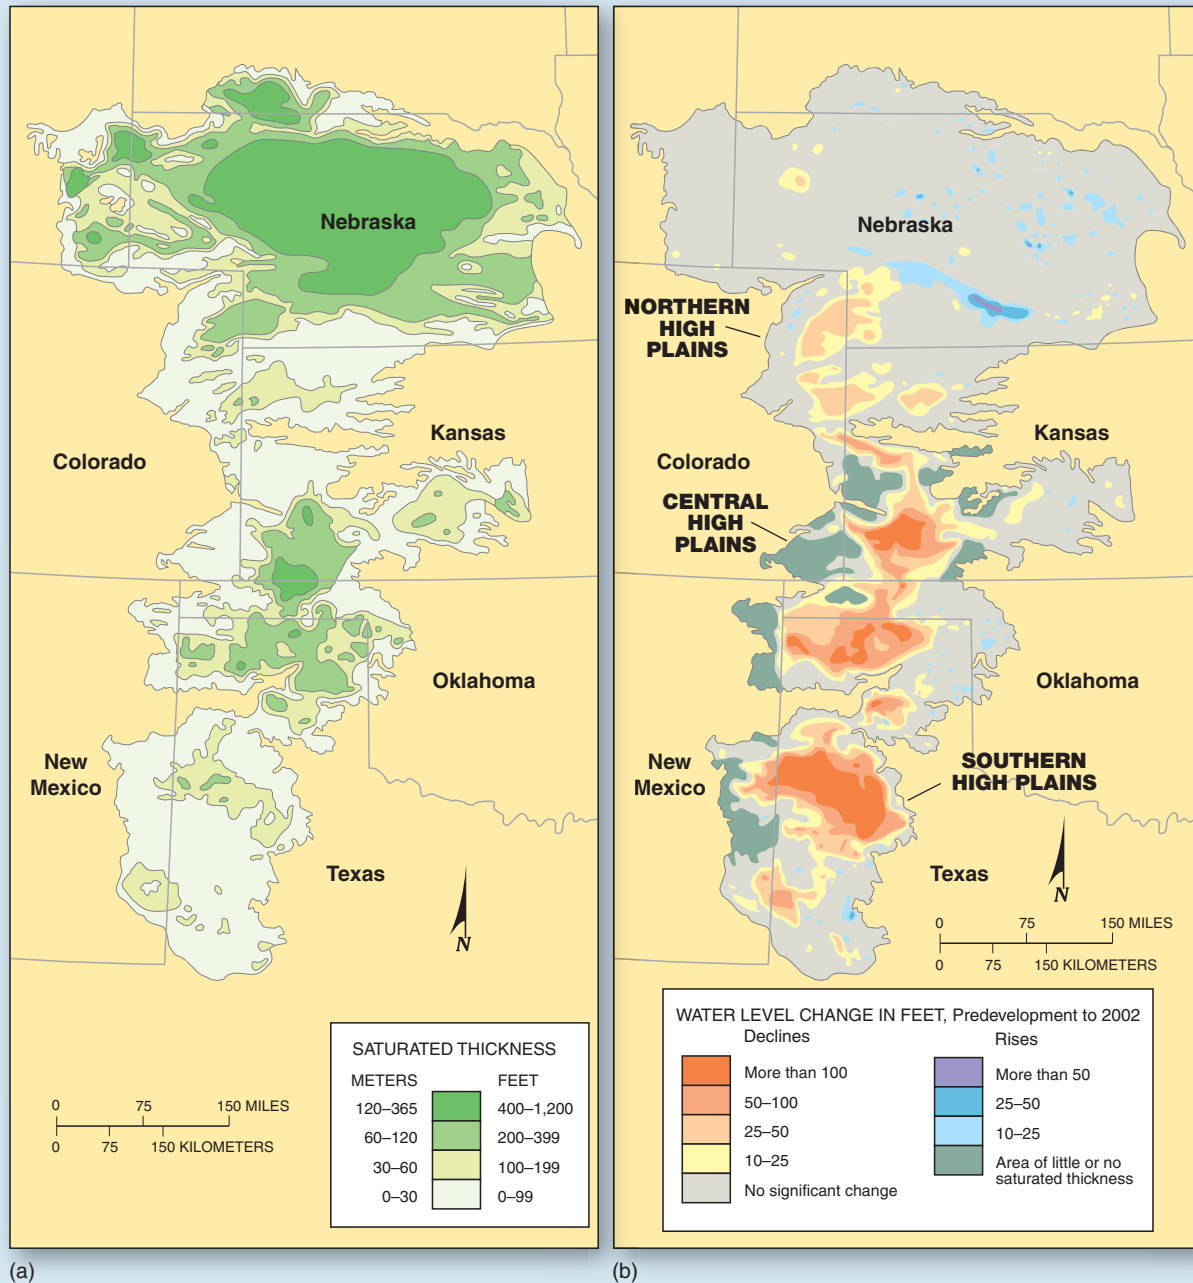 Nebraska
Colorado
Kansas
Oklahoma
New
Mexico
Texas
N
SATURATED THICKNESS
METERS FEET
120–365 400–1,200
60–120 200–399
30–60 100–199
0–30 0–99
0 75 150 MILES
0 75 150 KILOMETERS
(a)
Nebraska
NORTHERN
HIGH
PLAINS
Kansas
Colorado
CENTRAL
HIGH
PLAINS
Oklahoma
New
Mexico
SOUTHERN
HIGH PLAINS
Texas
N
0 75 150 MILES
0 75 150 KILOMETERS
WATER LEVEL CHANGE IN FEET, Predevelopment to 2002
Declines
More than 100
50–100
25–50
10–25
No significant change
Rises
More than 50
25–50
10–25
Area of little or no
saturated thickness
(b)